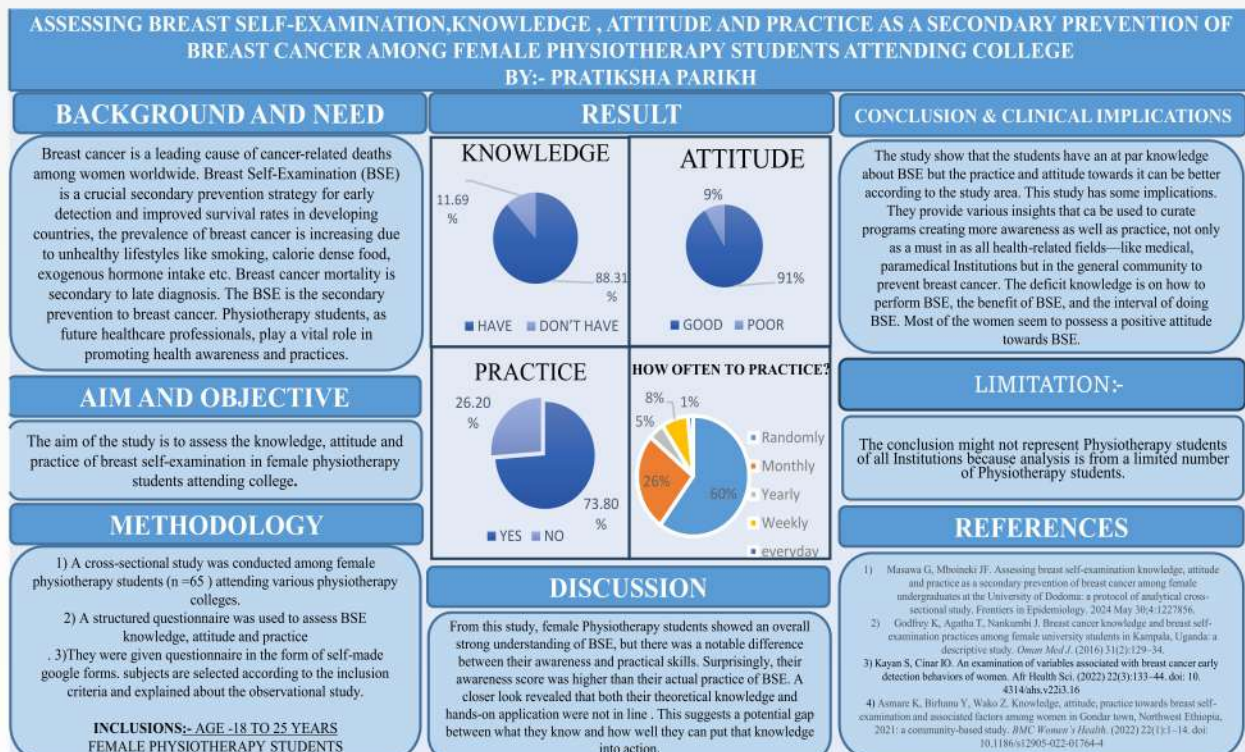 ASSESSING BREAST SELF-EXAMINATION,KNOWLEDGE , ATTITUDE AND PRACTICE AS A SECONDARY PREVENTION OF
BREAST CANCER AMONG FEMALE PHYSIOTHERAPY STUDENTS ATTENDING COLLEGE
BY:- PRATIKSHA PARIKH
BACKGROUND AND NEED
Breast cancer is a leading cause of cancer-related deaths
among women worldwide. Breast Self-Examination (BSE)
is a crucial secondary prevention strategy for early
detection and improved survival rates in developing
countries, the prevalence of breast cancer is increasing due
to unhealthy lifestyles like smoking, calorie dense food,
exogenous hormone intake etc. Breast cancer mortality is
secondary to late diagnosis. The BSE is the secondary
prevention to breast cancer. Physiotherapy students, as
future healthcare professionals, play a vital role in
promoting health awareness and practices.
AIM AND OBJECTIVE
The aim of the study is to assess the knowledge, attitude and
practice of breast self-examination in female physiotherapy
students attending college.
METHODOLOGY
1) A cross-sectional study was conducted among female
physiotherapy students (n =65 ) attending various physiotherapy
colleges.
2) A structured questionnaire was used to assess BSE
knowledge, attitude and practice
. 3)They were given questionnaire in the form of self-made
google forms. subjects are selected according to the inclusion
criteria and explained about the observational study.
INCLUSIONS:- AGE -18 TO 25 YEARS
FEMALE PHYSIOTHERAPY STUDENTS
RESULT
KNOWLEDGE
11.69
%
88.31
%
HAVE DON'T HAVE
ATTITUDE
9%
91%
GOOD POOR
PRACTICE
26.20
%
73.80
%
YES NO
HOW OFTEN TO PRACTICE?
8% 1%
5%
26%
60%
Randomly
Monthly
Yearly
Weekly
everyday
DISCUSSION
From this study, female Physiotherapy students showed an overall
strong understanding of BSE, but there was a notable difference
between their awareness and practical skills. Surprisingly, their
awareness score was higher than their actual practice of BSE. A
closer look revealed that both their theoretical knowledge and
hands-on application were not in line . This suggests a potential gap
between what they know and how well they can put that knowledge
into action.
CONCLUSION & CLINICAL IMPLICATIONS
The study show that the students have an at par knowledge
about BSE but the practice and attitude towards it can be better
according to the study area. This study has some implications.
They provide various insights that ca be used to curate
programs creating more awareness as well as practice, not only
as a must in as all health-related fields—like medical,
paramedical Institutions but in the general community to
prevent breast cancer. The deficit knowledge is on how to
perform BSE, the benefit of BSE, and the interval of doing
BSE. Most of the women seem to possess a positive attitude
towards BSE.
LIMITATION:-
The conclusion might not represent Physiotherapy students
of all Institutions because analysis is from a limited number
of Physiotherapy students.
REFERENCES
1) Masawa G, Mboineki JF. Assessing breast self-examination knowledge, attitude
and practice as a secondary prevention of breast cancer among female
undergraduates at the University of Dodoma: a protocol of analytical cross-
sectional study. Frontiers in Epidemiology. 2024 May 30;4:1227856.
2) Godfrey K, Agatha T, Nankumbi J. Breast cancer knowledge and breast self-
examination practices among female university students in Kampala, Uganda: a
descriptive study. Oman Med J. (2016) 31(2):129–34.
3) Kayan S, Cinar IO. An examination of variables associated with breast cancer early
detection behaviors of women. Afr Health Sci. (2022) 22(3):133–44. doi: 10.
4314/ahs.v22i3.16
4) Asmare K, Birhanu Y, Wako Z. Knowledge, attitude, practice towards breast self-
examination and associated factors among women in Gondar town, Northwest Ethiopia,
2021: a community-based study. BMC Women's Health. (2022) 22(1):1–14. doi:
10.1186/s12905-022-01764-4